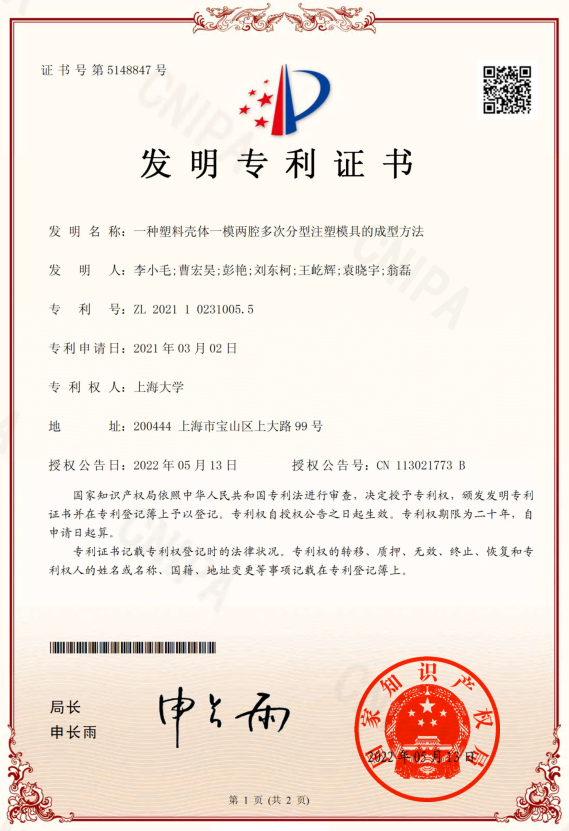 证书号第5148847号
发明专利证书
发明名称：一种塑料壳体一模两腔多次分型注塑模具的成型方法
发明人：李小毛;曹宏昊;彭艳;刘东柯;王屹辉;袁晓宇;翁磊
专利号：ZL 2021 1 0231005.5
专利申请日：2021年03月02日
专利权人：上海大学
地址：200444 上海市宝山区上大路99号
授权公告日：2022年05月13日 授权公告号：CN 113021773 B
国家知识产权局依照中华人民共和国专利法进行审查，决定授予专利权，颁发发明专利
证书并在专利登记簿上予以登记。专利权自授权公告之日起生效。专利权期限为二十年，自
申请日起算。
专利证书记载专利权登记时的法律状况。专利权的转移、质押、无效、终止、恢复和专
利权人的姓名或名称、国籍、地址变更等事项记载在专利登记簿上。
局长
申长雨
申长雨
国家知识产权局
2022年05月13日
第1页(共2页)
CNIPA
CNIPA
CNIPA
CNIPA